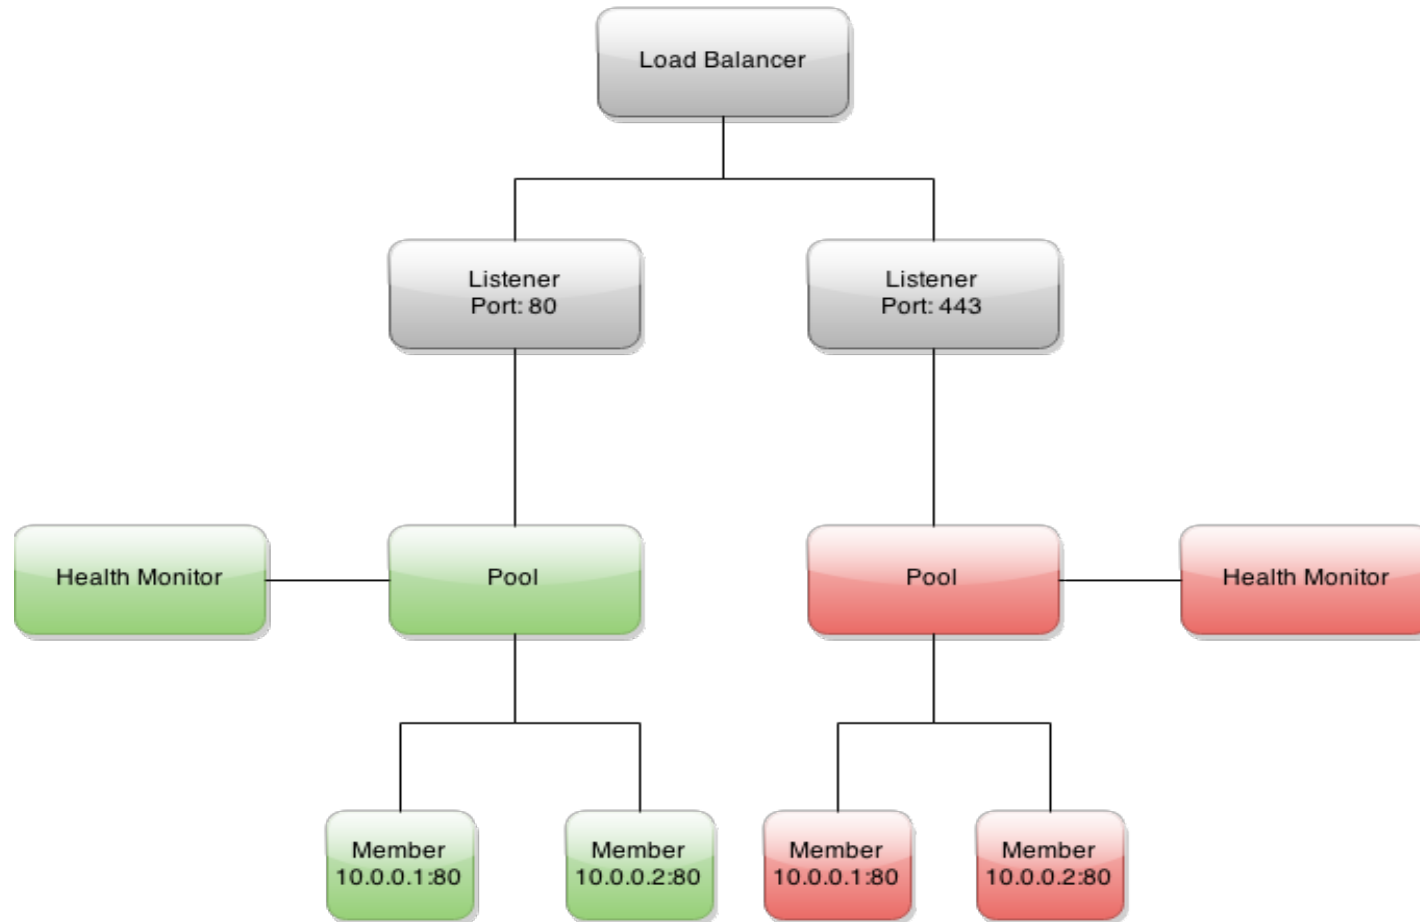 Load Balancer
Listener
Port: 80
Listener
Port: 443
Health Monitor
Pool
Pool
Health Monitor
Member
10.0.0.1:80
Member
10.0.0.2:80
Member
10.0.0.1:80
Member
10.0.0.2:80